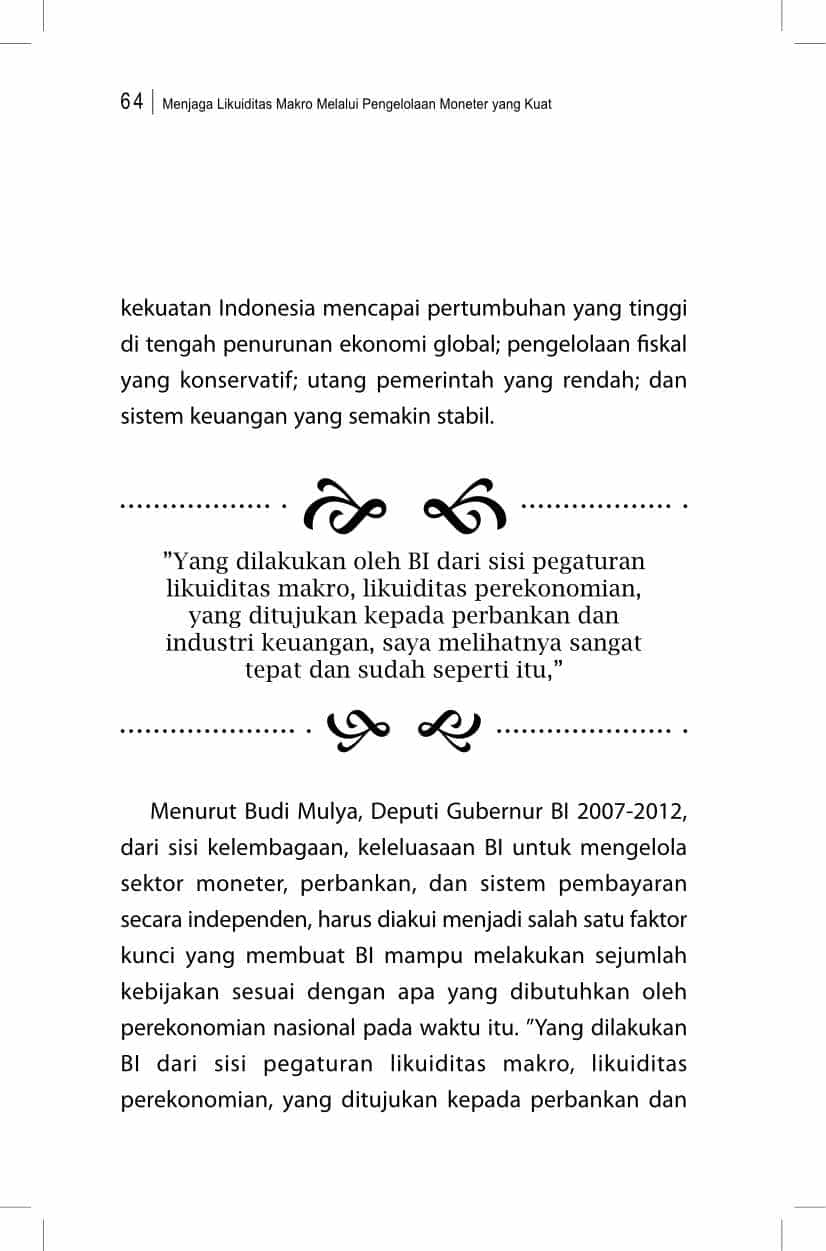 64 | Menjaga Likuiditas Makro Melalui Pengelolaan Moneter yang Kuat
kekuatan Indonesia mencapai pertumbuhan yang tinggi
di tengah penurunan ekonomi global; pengelolaan fiskal
yang konservatif; utang pemerintah yang rendah; dan
sistem keuangan yang semakin stabil.
”Yang dilakukan oleh BI dari sisi pegaturan
likuiditas makro, likuiditas perekonomian,
yang ditujukan kepada perbankan dan
industri keuangan, saya melihatnya sangat
tepat dan sudah seperti itu,”
Menurut Budi Mulya, Deputi Gubernur BI 2007-2012,
dari sisi kelembagaan, keleluasaan BI untuk mengelola
sektor moneter, perbankan, dan sistem pembayaran
secara independen, harus diakui menjadi salah satu faktor
kunci yang membuat BI mampu melakukan sejumlah
kebijakan sesuai dengan apa yang dibutuhkan oleh
perekonomian nasional pada waktu itu. ”Yang dilakukan
BI dari sisi pegaturan likuiditas makro, likuiditas
perekonomian, yang ditujukan kepada perbankan dan